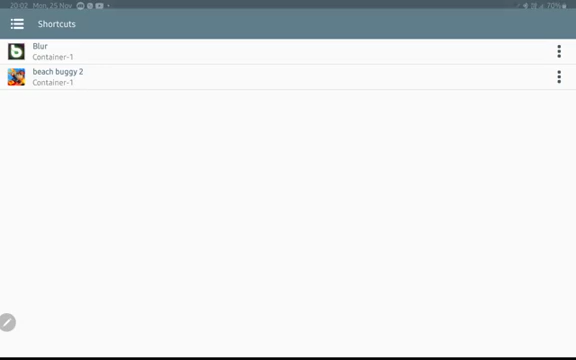 20:02 Mon, 25 Nov
70%
Shortcuts
Blur
Container-1
beach buggy 2
Container-1